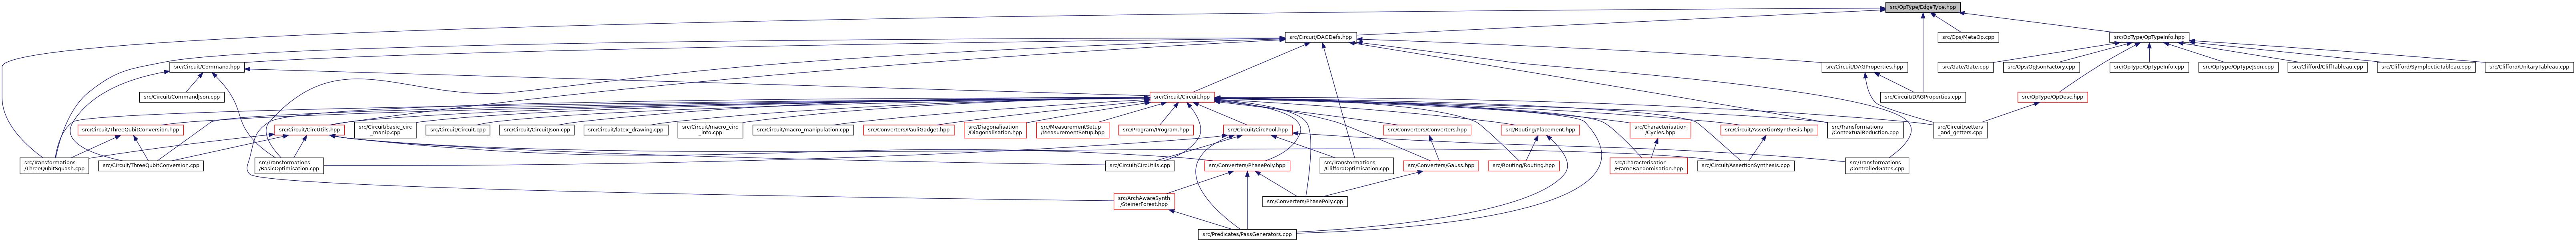 src/OpType/EdgeType.hpp
src/Circuit/DAGDefs.hpp
src/Ops/MetaOp.cpp
src/OpType/OpTypeInfo.hpp
src/Circuit/Command.hpp
src/Circuit/DAGProperties.hpp
src/Gate/Gate.cpp
src/Ops/OpJsonFactory.cpp
src/OpType/OpTypeInfo.cpp
src/OpType/OpTypeJson.cpp
src/Clifford/CliffTableau.cpp
src/Clifford/SymplecticTableau.cpp
src/Clifford/UnitaryTableau.cpp
src/Circuit/CommandJson.cpp
src/Circuit/Circuit.hpp
src/Circuit/DAGProperties.cpp
src/OpType/OpDesc.hpp
src/Circuit/ThreeQubitConversion.hpp
src/Circuit/CircUtils.hpp
src/Circuit/basic_circ
_manip.cpp
src/Circuit/Circuit.cpp
src/Circuit/CircuitJson.cpp
src/Circuit/latex_drawing.cpp
src/Circuit/macro_circ
_info.cpp
src/Circuit/macro_manipulation.cpp
src/Converters/PauliGadget.hpp
src/Diagonalisation
/Diagonalisation.hpp
src/MeasurementSetup
/MeasurementSetup.hpp
src/Program/Program.hpp
src/Circuit/CircPool.hpp
src/Converters/Converters.hpp
src/Routing/Placement.hpp
src/Characterisation
/Cycles.hpp
src/Circuit/AssertionSynthesis.hpp
src/Transformations
/ContextualReduction.cpp
src/Circuit/setters
_and_getters.cpp
src/Transformations
/ThreeQubitSquash.cpp
src/Circuit/ThreeQubitConversion.cpp
src/Transformations
/BasicOptimisation.cpp
src/Circuit/CircUtils.cpp
src/Converters/PhasePoly.hpp
src/Transformations
/CliffordOptimisation.cpp
src/Converters/Gauss.hpp
src/Routing/Routing.hpp
src/Characterisation
/FrameRandomisation.hpp
src/Circuit/AssertionSynthesis.cpp
src/Transformations
/ControlledGates.cpp
src/ArchAwareSynth
/SteinerForest.hpp
src/Converters/PhasePoly.cpp
src/Predicates/PassGenerators.cpp